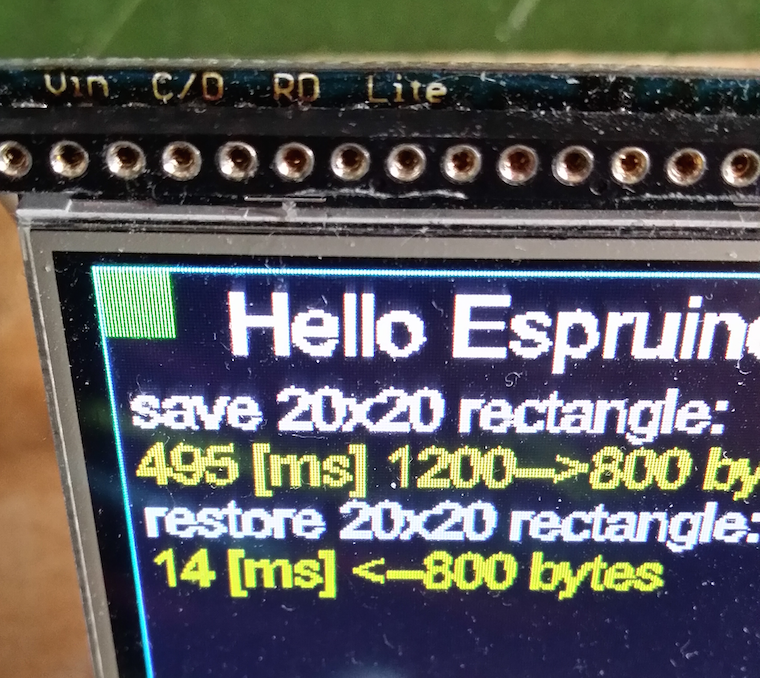 Vin C/D RD Lite
Hello Espruino
save 20x20 rectangle:
495 [ms] 1200-->800 by
restore 20x20 rectangle:
14 [ms] <--800 bytes